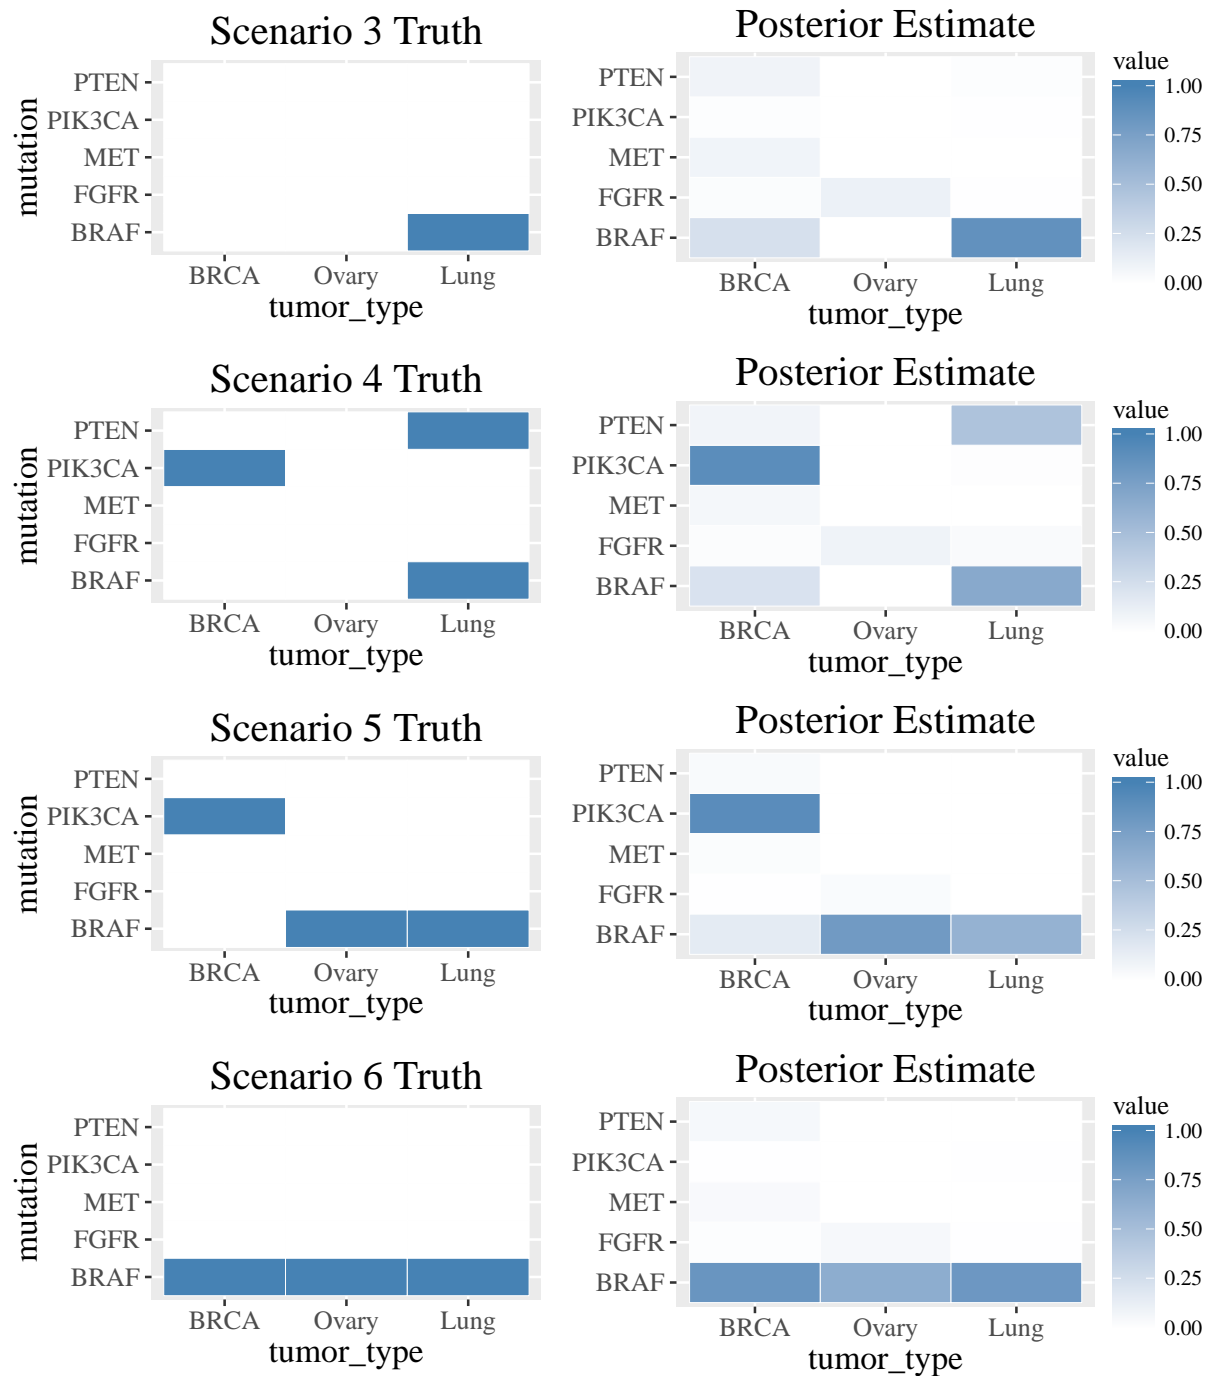 Scenario 3 Truth
mutation
PTEN
PIK3CA
MET
FGFR
BRAF
BRCA Ovary Lung
tumor_type
Posterior Estimate
PTEN
PIK3CA
MET
FGFR
BRAF
BRCA Ovary Lung
tumor_type
value
1.00
0.75
0.50
0.25
0.00
Scenario 4 Truth
mutation
PTEN
PIK3CA
MET
FGFR
BRAF
BRCA Ovary Lung
tumor_type
Posterior Estimate
PTEN
PIK3CA
MET
FGFR
BRAF
BRCA Ovary Lung
tumor_type
value
1.00
0.75
0.50
0.25
0.00
Scenario 5 Truth
mutation
PTEN
PIK3CA
MET
FGFR
BRAF
BRCA Ovary Lung
tumor_type
Posterior Estimate
PTEN
PIK3CA
MET
FGFR
BRAF
BRCA Ovary Lung
tumor_type
value
1.00
0.75
0.50
0.25
0.00
Scenario 6 Truth
mutation
PTEN
PIK3CA
MET
FGFR
BRAF
BRCA Ovary Lung
tumor_type
Posterior Estimate
PTEN
PIK3CA
MET
FGFR
BRAF
BRCA Ovary Lung
tumor_type
value
1.00
0.75
0.50
0.25
0.00